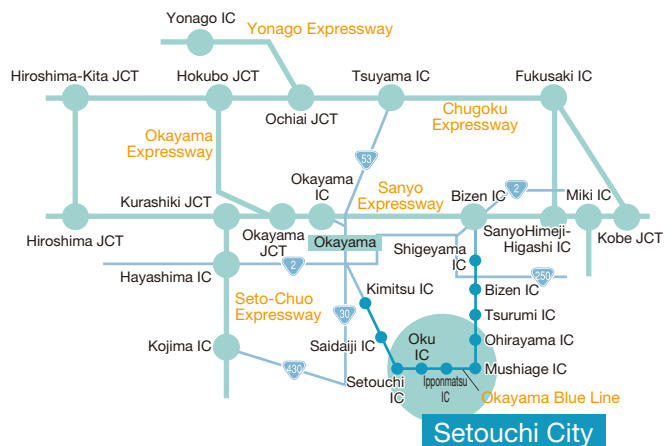 Yonago IC
Yonago Expressway
Hiroshima-Kita JCT
Hokubo JCT
Tsuyama IC
Fukusaki IC
Ochiai JCT
Chugoku
Expressway
Okayama
Expressway
53
Okayama
IC
Sanyo
Expressway
Bizen IC
2
Miki IC
Kurashiki JCT
Hiroshima JCT
Okayama
JCT
Okayama
Shigeyama
IC
SanyoHimeji-
Higashi IC
Kobe JCT
Hayashima IC
2
250
Seto-Chuo
Expressway
Kimitsu IC
Bizen IC
30
Tsurumi IC
Kojima IC
Saidaiji IC
Oku
IC
Ohirayama IC
430
Setouchi
IC
Ipponmatsu
IC
Mushiage IC
Okayama Blue Line
Setouchi City